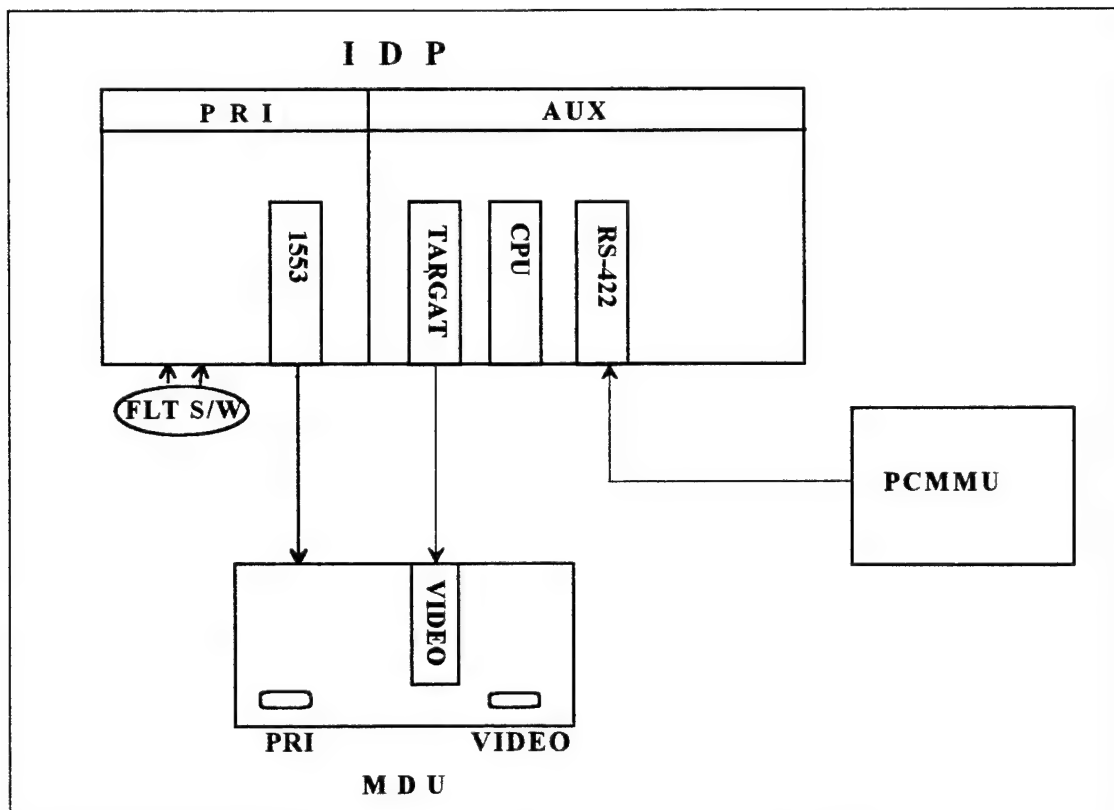 I D P
P R I
AUX
1553
TARGAT
CPU
RS-422
FLT S/W
PCMMU
VIDEO
PRI
VIDEO
M D U